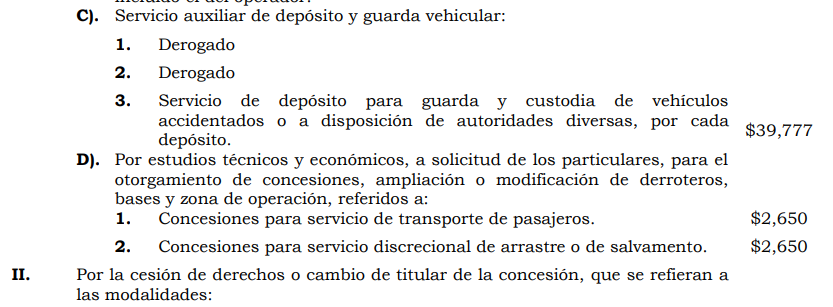 incluido el del operador:
C). Servicio auxiliar de depósito y guarda vehicular:
1. Derogado
2. Derogado
3. Servicio de depósito para guarda y custodia de vehículos
accidentados o a disposición de autoridades diversas, por cada
depósito. $39,777
D). Por estudios técnicos y económicos, a solicitud de los particulares, para el
otorgamiento de concesiones, ampliación o modificación de derroteros,
bases y zona de operación, referidos a:
1. Concesiones para servicio de transporte de pasajeros. $2,650
2. Concesiones para servicio discrecional de arrastre o de salvamento. $2,650
II. Por la cesión de derechos o cambio de titular de la concesión, que se refieran a
las modalidades: